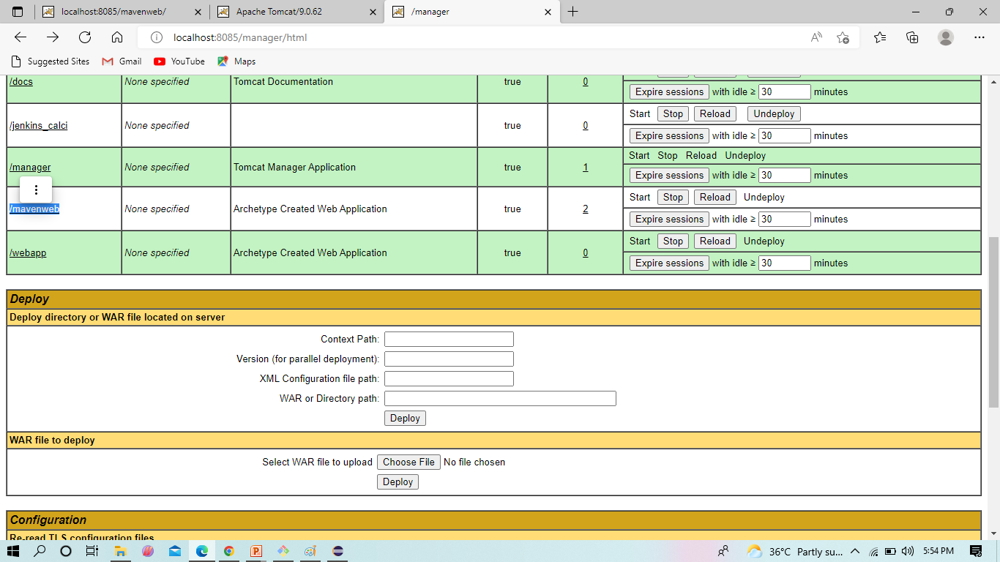 localhost:8085/mavenweb/
Apache Tomcat/9.0.62
/manager
localhost:8085/manager/html
Suggested Sites
Gmail
YouTube
Maps
/docs
None specified
Tomcat Documentation
true
0
Expire sessions with idle ≥ 30 minutes
/jenkins_calci
None specified
true
0
Start Stop Reload Undeploy
Expire sessions with idle ≥ 30 minutes
/manager
None specified
Tomcat Manager Application
true
1
Start Stop Reload Undeploy
Expire sessions with idle ≥ 30 minutes
/mavenweb
None specified
Archetype Created Web Application
true
2
Start Stop Reload Undeploy
Expire sessions with idle ≥ 30 minutes
/webapp
None specified
Archetype Created Web Application
true
0
Start Stop Reload Undeploy
Expire sessions with idle ≥ 30 minutes
Deploy
Deploy directory or WAR file located on server
Context Path:
Version (for parallel deployment):
XML Configuration file path:
WAR or Directory path:
Deploy
WAR file to deploy
Select WAR file to upload Choose File No file chosen
Deploy
Configuration
Re-read TLS configuration files
36°C Partly su...
5:54 PM